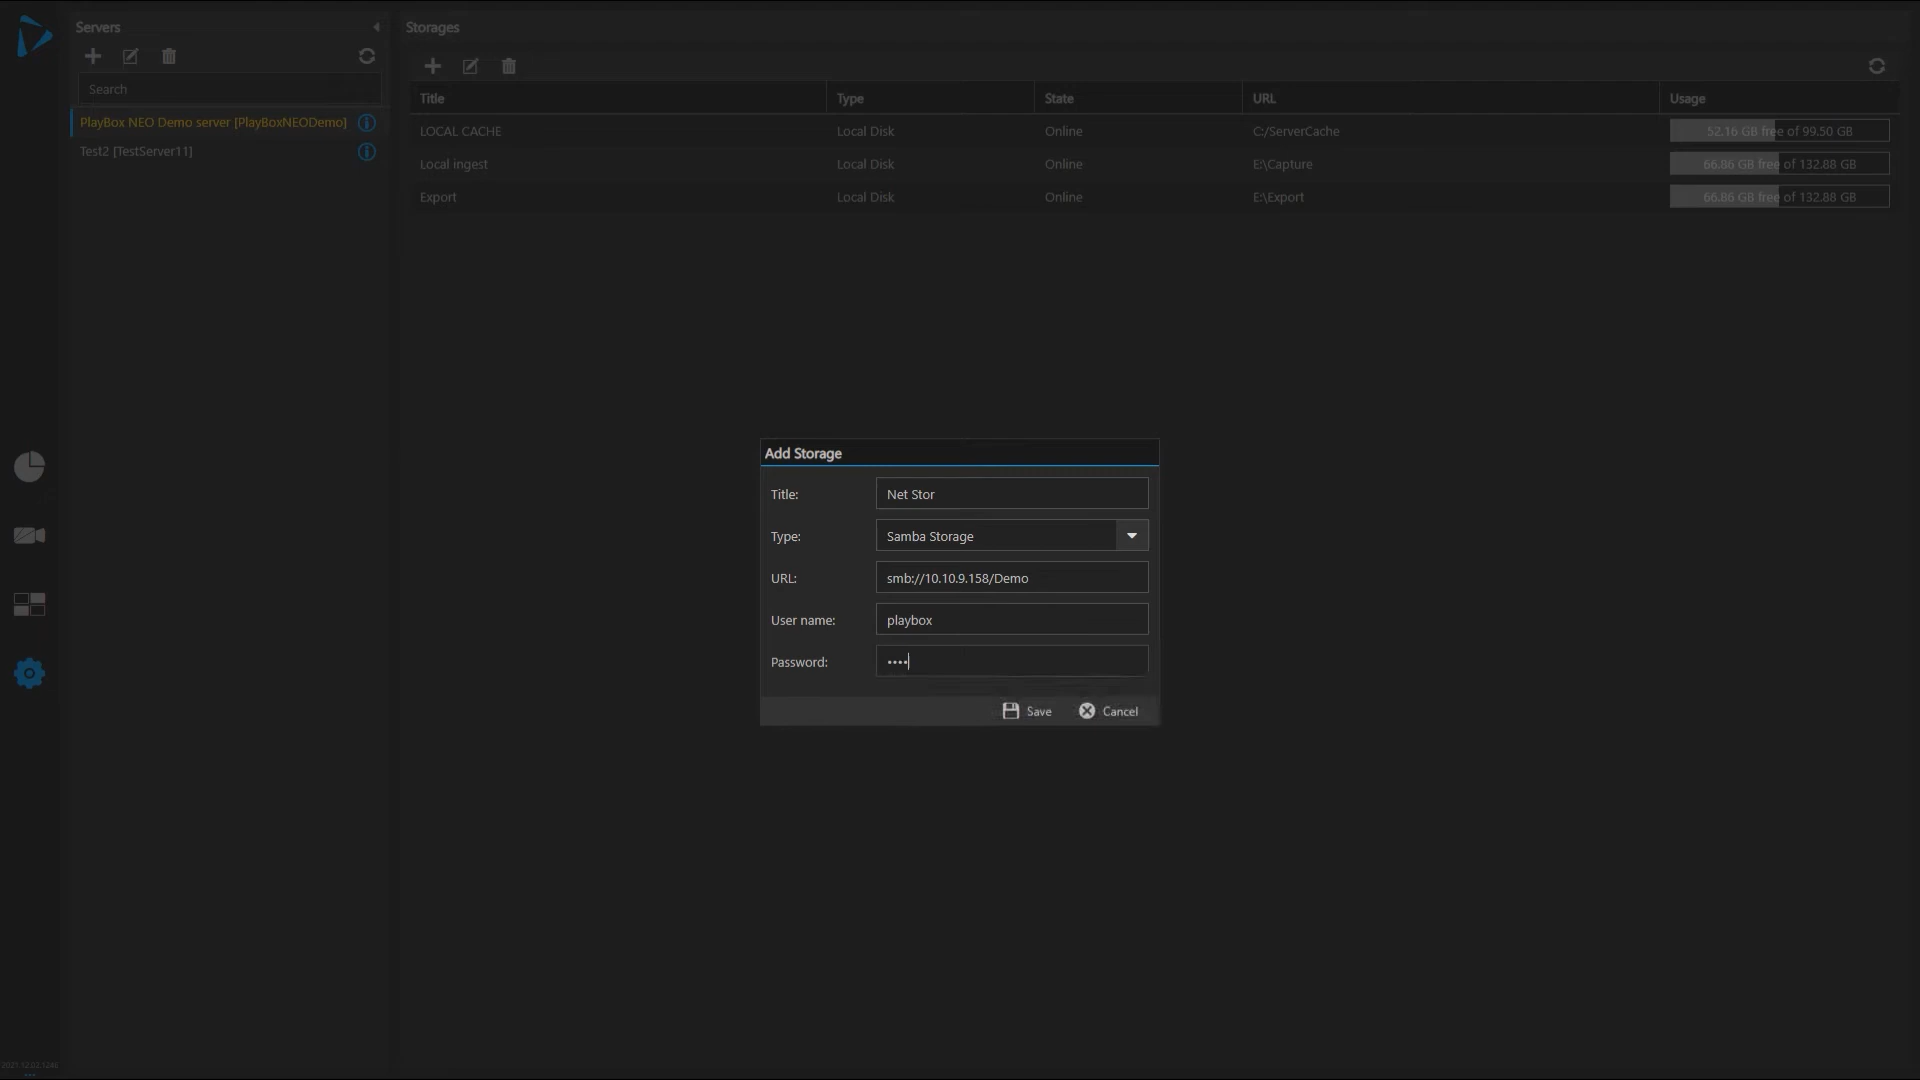 Servers
Search
PlayBox NEO Demo server [PlayBoxNEODemo]
Test2 [TestServer11]
Storages
Title Type State URL Usage
LOCAL CACHE Local Disk Online C:/ServerCache 52.16 GB free of 99.50 GB
Local ingest Local Disk Online E:\Capture 66.86 GB free of 132.88 GB
Export Local Disk Online E:\Export 66.86 GB free of 132.88 GB
Add Storage
Title: Net Stor
Type: Samba Storage
URL: smb://10.10.9.158/Demo
User name: playbox
Password: ••••
Save Cancel